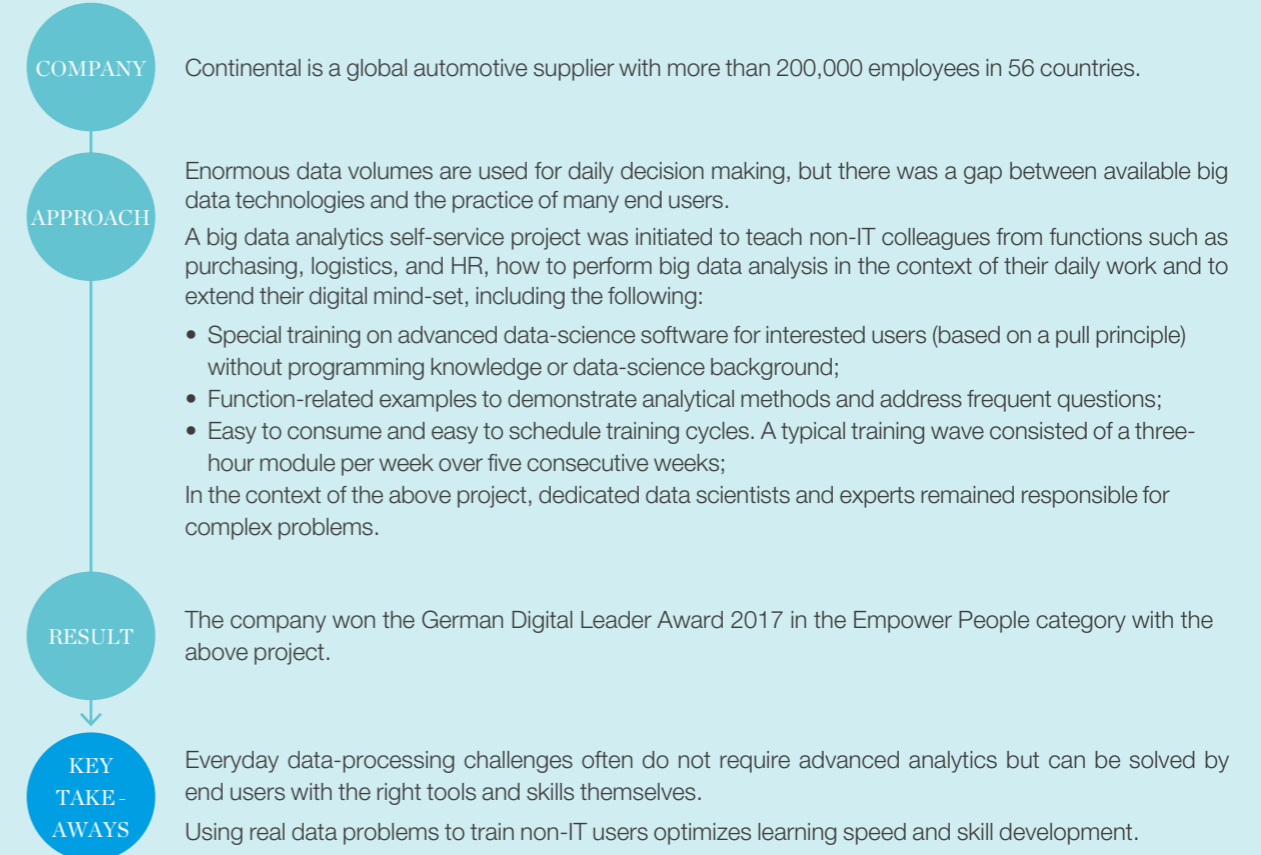 COMPANY
Continental is a global automotive supplier with more than 200,000 employees in 56 countries.
APPROACH
Enormous data volumes are used for daily decision making, but there was a gap between available big
data technologies and the practice of many end users.
A big data analytics self-service project was initiated to teach non-IT colleagues from functions such as
purchasing, logistics, and HR, how to perform big data analysis in the context of their daily work and to
extend their digital mind-set, including the following:
• Special training on advanced data-science software for interested users (based on a pull principle)
without programming knowledge or data-science background;
• Function-related examples to demonstrate analytical methods and address frequent questions;
• Easy to consume and easy to schedule training cycles. A typical training wave consisted of a three-
hour module per week over five consecutive weeks;
In the context of the above project, dedicated data scientists and experts remained responsible for
complex problems.
RESULT
The company won the German Digital Leader Award 2017 in the Empower People category with the
above project.
KEY
TAKE-
AWAYS
Everyday data-processing challenges often do not require advanced analytics but can be solved by
end users with the right tools and skills themselves.
Using real data problems to train non-IT users optimizes learning speed and skill development.